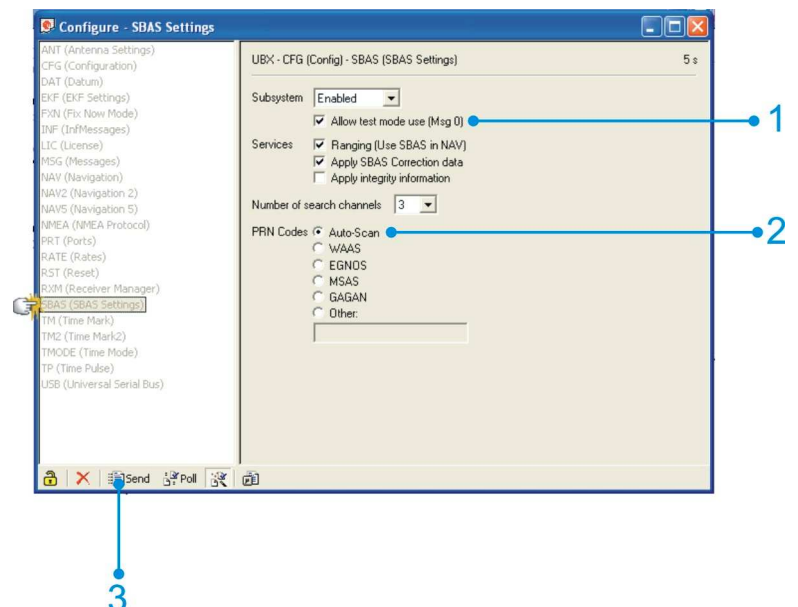 Configure - SBAS Settings
ANT (Antenna Settings)
CFG (Configuration)
DAT (Datum)
EKF (EKF Settings)
FXN (Fix Now Mode)
INF (InfMessages)
LIC (License)
MSG (Messages)
NAV (Navigation)
NAV2 (Navigation 2)
NAV5 (Navigation 5)
NMEA (NMEA Protocol)
PRT (Ports)
RATE (Rates)
RST (Reset)
RXM (Receiver Manager)
SBAS (SBAS Settings)
TM (Time Mark)
TM2 (Time Mark2)
TMODE (Time Mode)
TP (Time Pulse)
USB (Universal Serial Bus)
UBX - CFG (Config) - SBAS (SBAS Settings) 5 s
Subsystem Enabled
Allow test mode use (Msg 0) 1
Services Ranging (Use SBAS in NAV)
Apply SBAS Correction data
Apply integrity information
Number of search channels 3
PRN Codes Auto-Scan 2
WAAS
EGNOS
MSAS
GAGAN
Other:
Send Poll
3